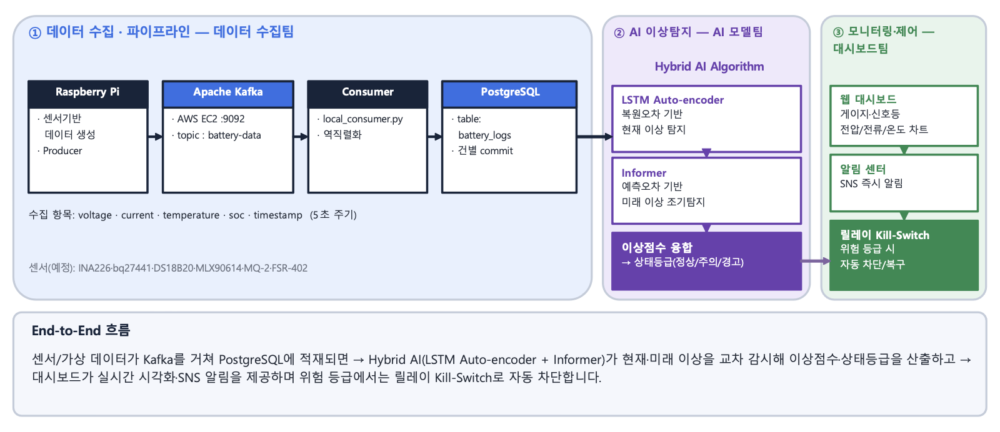 ① 데이터 수집 · 파이프라인 — 데이터 수집팀
Raspberry Pi
· 센서기반
데이터 생성
· Producer
Apache Kafka
· AWS EC2 :9092
· topic : battery-data
Consumer
· local_consumer.py
· 역직렬화
PostgreSQL
· table:
battery_logs
· 건별 commit
수집 항목: voltage · current · temperature · soc · timestamp (5초 주기)
센서(예정): INA226·bq27441·DS18B20·MLX90614·MQ-2·FSR-402
② AI 이상탐지 — AI 모델팀
Hybrid AI Algorithm
LSTM Auto-encoder
복원오차 기반
현재 이상 탐지
Informer
예측오차 기반
미래 이상 조기탐지
이상점수 융합
→ 상태등급(정상/주의/경고)
③ 모니터링·제어 —
대시보드팀
웹 대시보드
게이지·신호등
전압/전류/온도 차트
알림 센터
SNS 즉시 알림
릴레이 Kill-Switch
위험 등급 시
자동 차단/복구
End-to-End 흐름
센서/가상 데이터가 Kafka를 거쳐 PostgreSQL에 적재되면 → Hybrid AI(LSTM Auto-encoder + Informer)가 현재·미래 이상을 교차 감시해 이상점수·상태등급을 산출하고 →
대시보드가 실시간 시각화·SNS 알림을 제공하며 위험 등급에서는 릴레이 Kill-Switch로 자동 차단합니다.